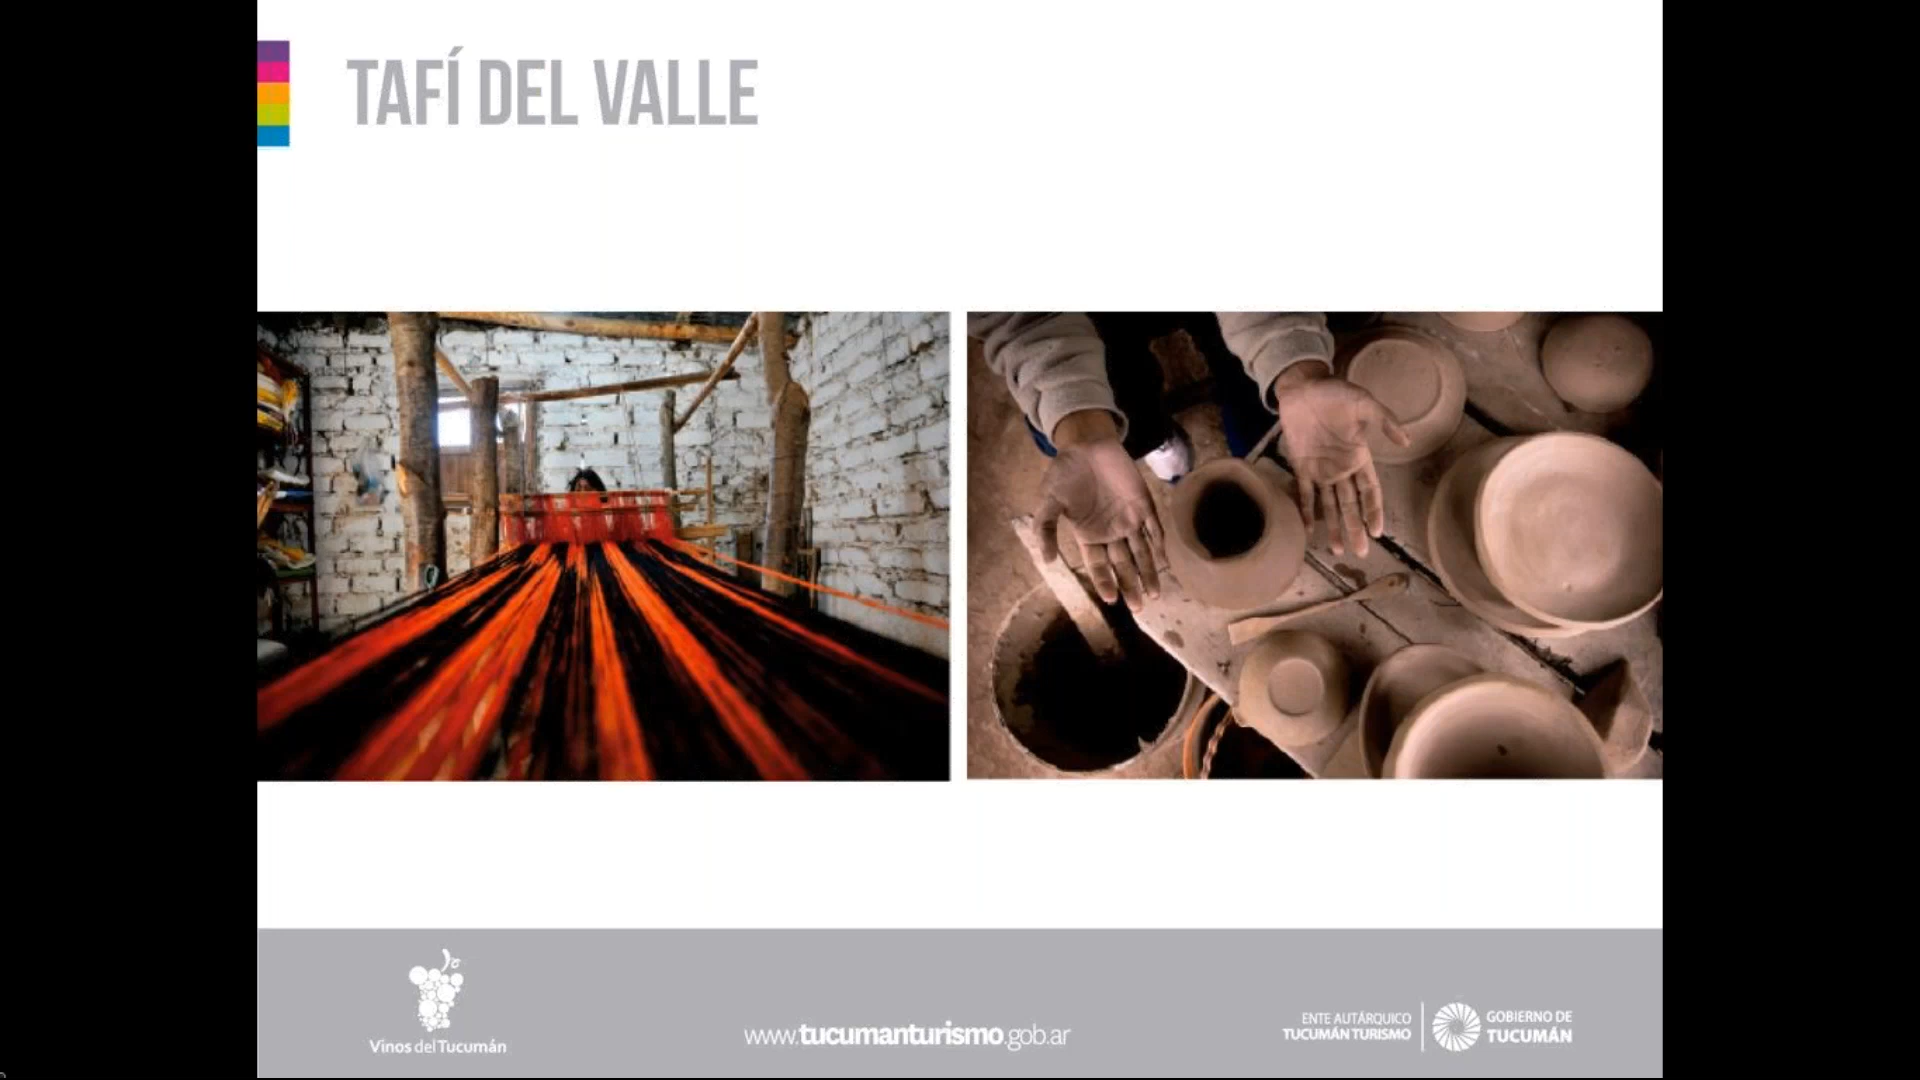 TAFÍ DEL VALLE
Vinos del Tucumán
www.tucumanturismo.gob.ar
ENTE AUTÁRQUICO
TUCUMÁN TURISMO
GOBIERNO DE
TUCUMÁN